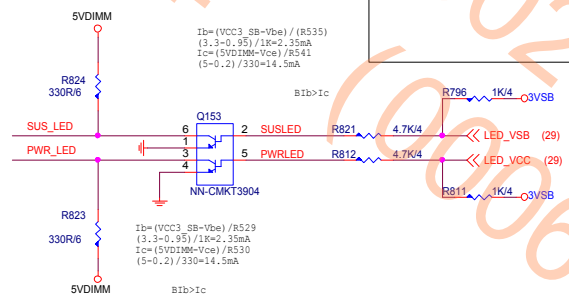 5VDIMM
Ib=(VCC3_SB-Vbe)/(R535)
(3.3-0.95)/1K=2.35mA
Ic=(5VDIMM-Vce)/R541
(5-0.2)/330=14.5mA
BIb>Ic
R824
330R/6
R796 1K/4 3VSB
Q153
SUS_LED 6 2 SUSLED R821 4.7K/4 LED_VSB (29)
1
PWR_LED 3 5 PWRLED R812 4.7K/4 LED_VCC (29)
4
NN-CMKT3904
R811 1K/4 3VSB
R823
330R/6
Ib=(VCC3_SB-Vbe)/R529
(3.3-0.95)/1K=2.35mA
Ic=(5VDIMM-Vce)/R530
(5-0.2)/330=14.5mA
5VDIMM
BIb>Ic
(0006